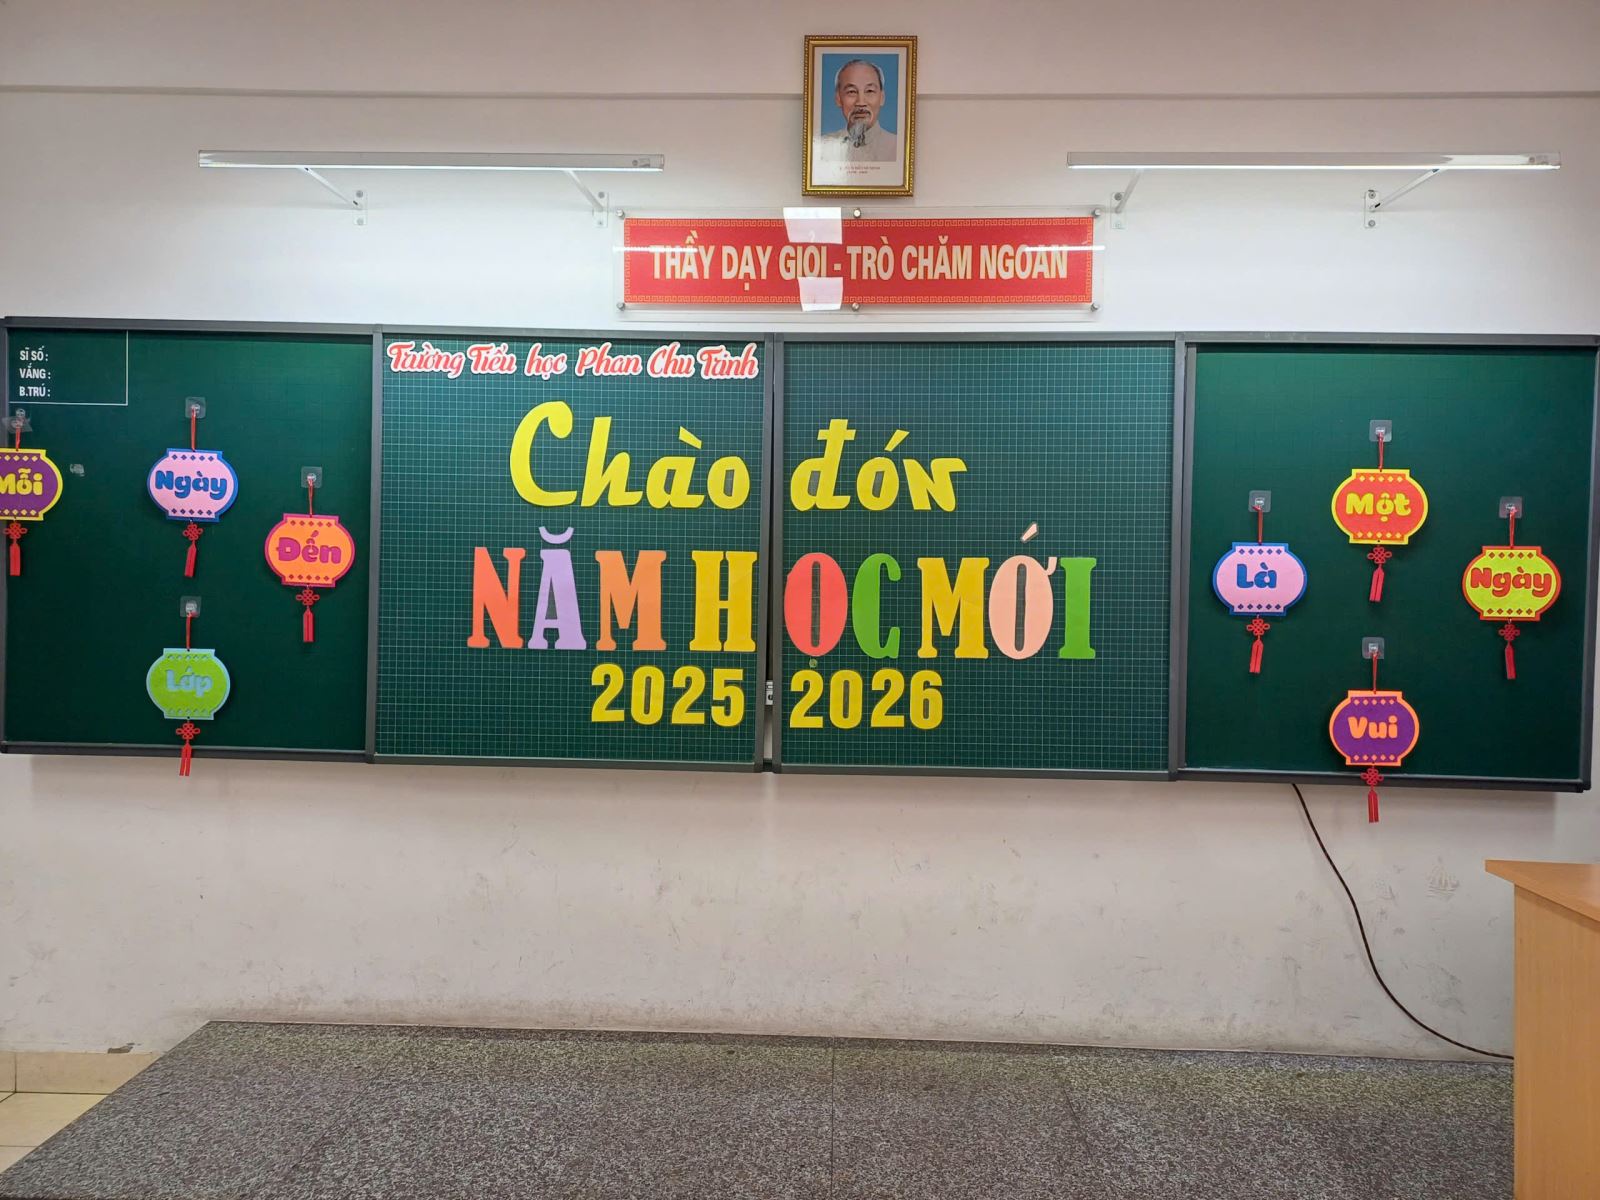 THẦY DẠY GIỎI - TRÒ CHĂM NGOAN
SĨ SỐ:
VẮNG:
B.TRÚ:
Trường Tiểu học Phan Chu Trinh
Chào đón
NĂM HỌC MỚI
2025 2026
Mỗi
Ngày
Đến
Lớp
Là
Một
Ngày
Vui